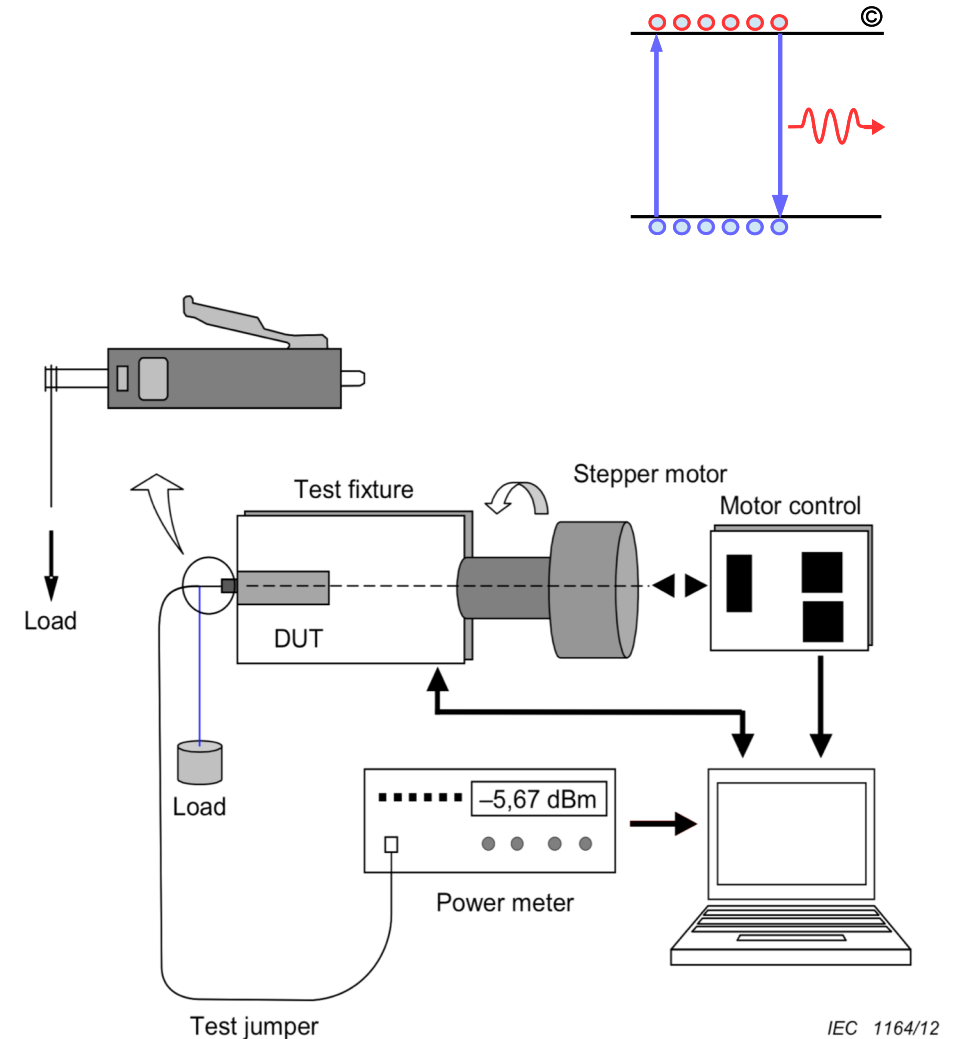 ©
Stepper motor
Test fixture
Motor control
Load
DUT
Load
–5,67 dBm
Power meter
Test jumper
IEC 1164/12